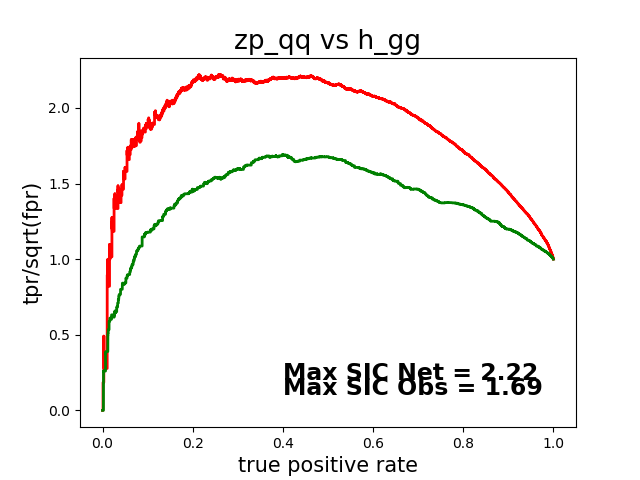 zp_qq vs h_gg
tpr/sqrt(fpr)
2.0
1.5
1.0
0.5
0.0
Max SIC Net = 2.22
Max SIC Obs = 1.69
0.0 0.2 0.4 0.6 0.8 1.0
true positive rate